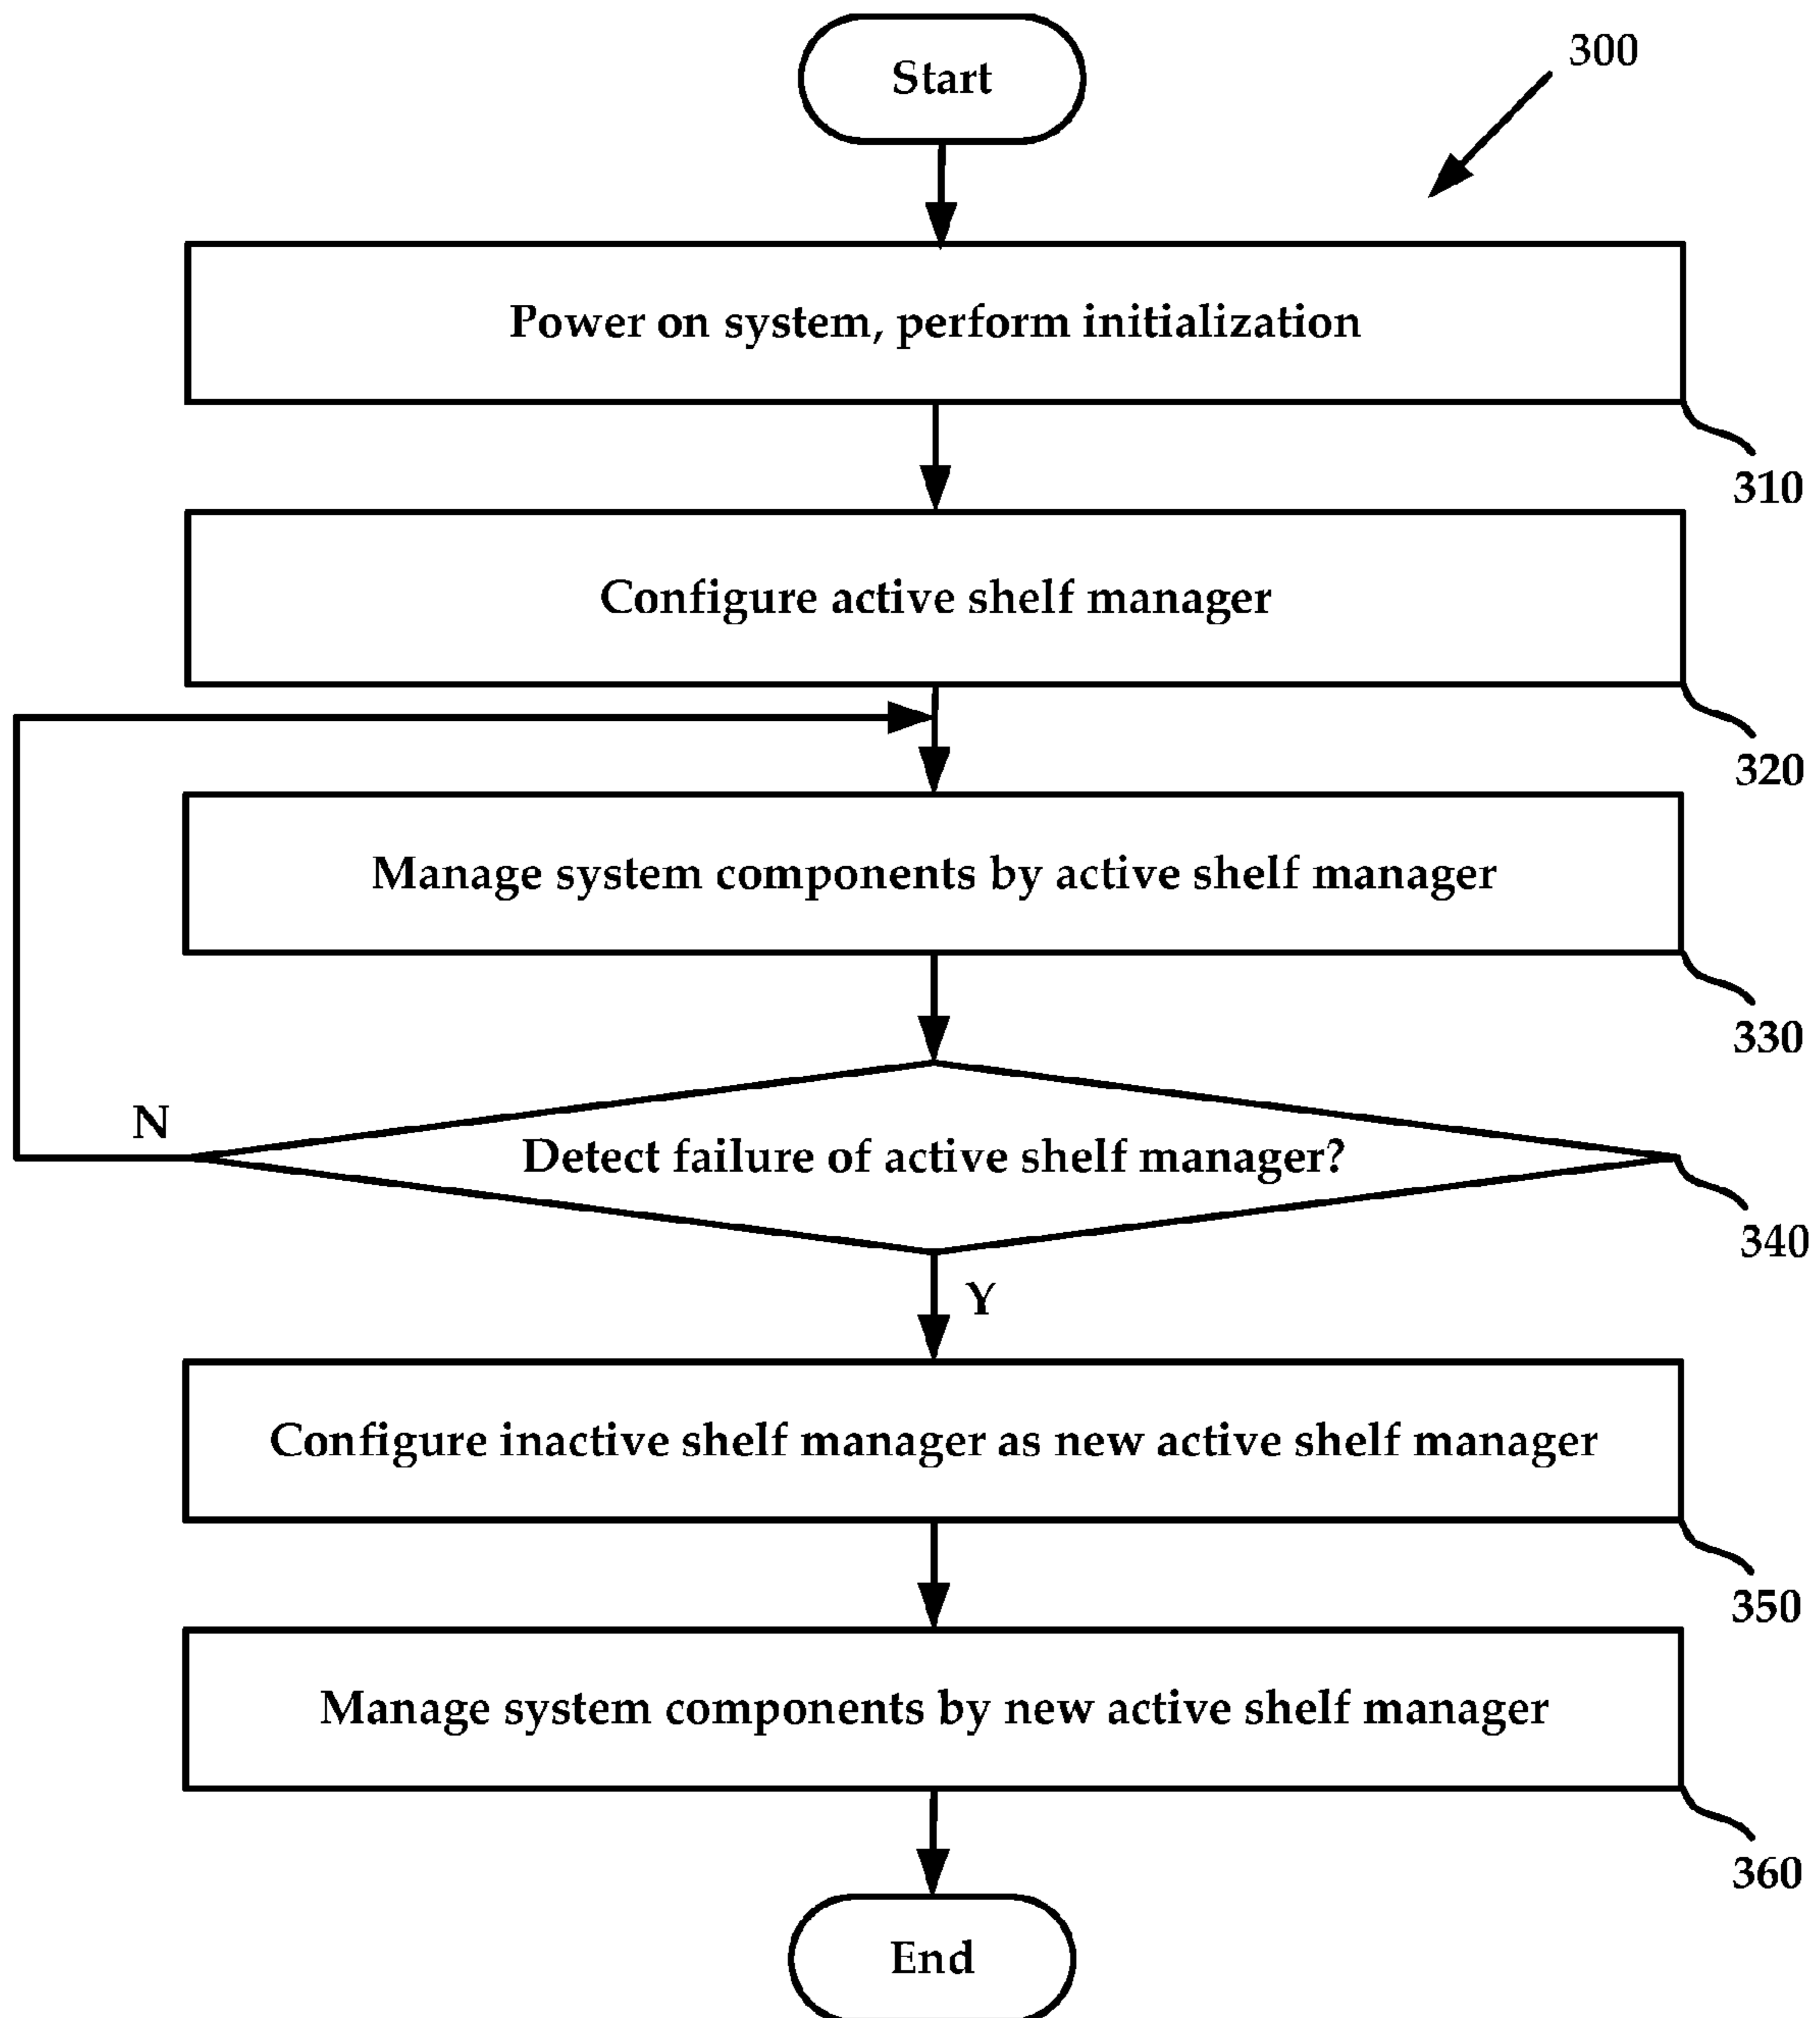 Start
300
Power on system, perform initialization
310
Configure active shelf manager
320
Manage system components by active shelf manager
330
N
Detect failure of active shelf manager?
340
Y
Configure inactive shelf manager as new active shelf manager
350
Manage system components by new active shelf manager
360
End